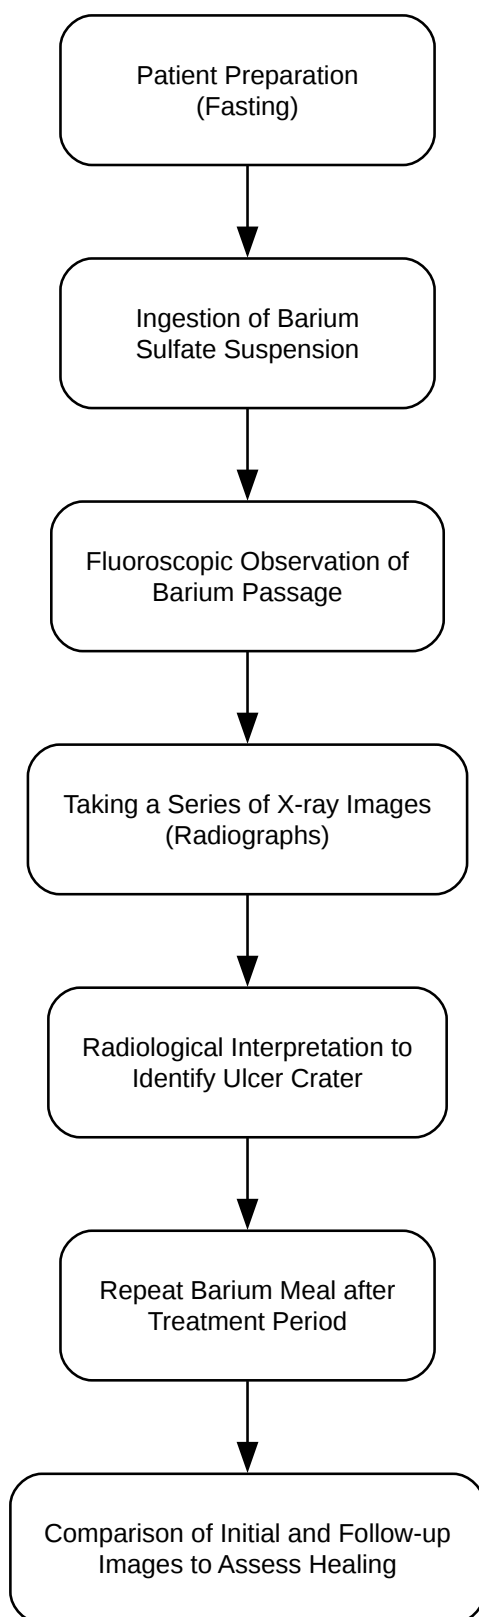 Patient Preparation
(Fasting)
Ingestion of Barium
Sulfate Suspension
Fluoroscopic Observation of
Barium Passage
Taking a Series of X-ray Images
(Radiographs)
Radiological Interpretation to
Identify Ulcer Crater
Repeat Barium Meal after
Treatment Period
Comparison of Initial and Follow-up
Images to Assess Healing